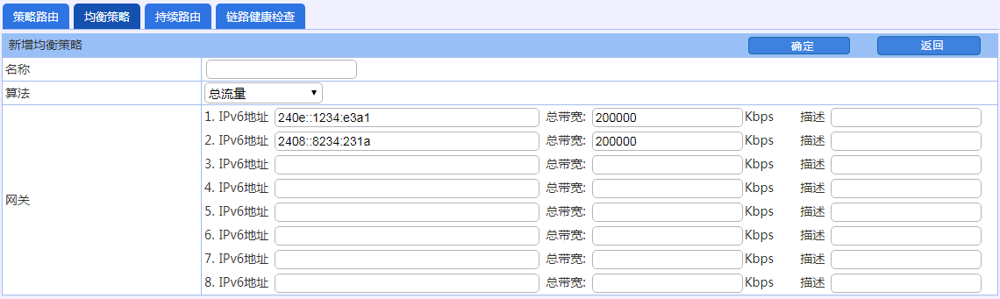 策略路由 均衡策略 持续路由 链路健康检查
新增均衡策略 确定 返回
名称
算法 总流量
网关
1. IPv6地址 240e::1234:e3a1 总带宽: 200000 Kbps 描述
2. IPv6地址 2408::8234:231a 总带宽: 200000 Kbps 描述
3. IPv6地址 总带宽: Kbps 描述
4. IPv6地址 总带宽: Kbps 描述
5. IPv6地址 总带宽: Kbps 描述
6. IPv6地址 总带宽: Kbps 描述
7. IPv6地址 总带宽: Kbps 描述
8. IPv6地址 总带宽: Kbps 描述